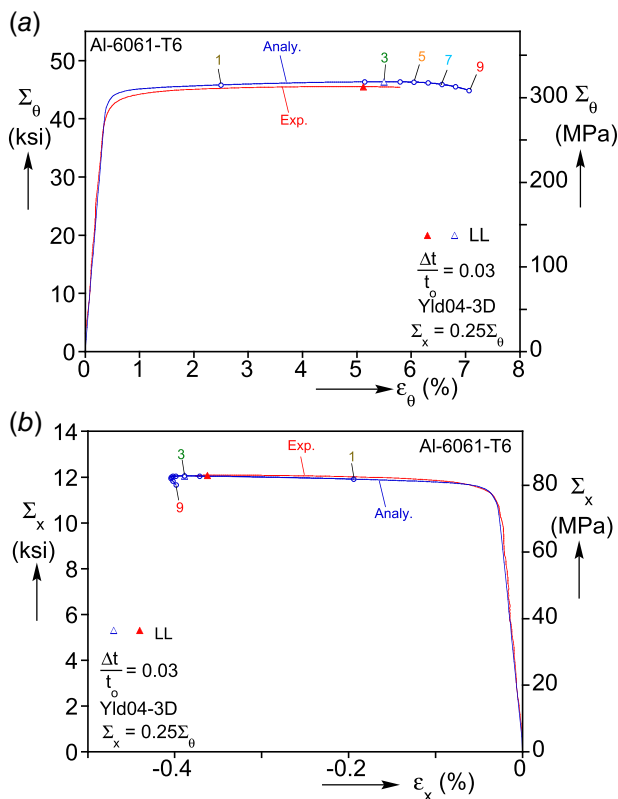 (a)
Al-6061-T6
Analy.
1
3
5
7
9
50
Σθ
(ksi)
40
Exp.
300
Σθ
(MPa)
30
200
20
LL
Δt/to = 0.03
100
10
Yld04-3D
Σx = 0.25Σθ
0
0
0 1 2 3 4 5 6 7 8
εθ (%)
(b)
14
Al-6061-T6
3
Exp.
1
12
80
Σx
(ksi)
9
Analy.
Σx
(MPa)
10
60
8
6
40
LL
4
Δt/to = 0.03
20
Yld04-3D
2
Σx = 0.25Σθ
0
0
-0.4 -0.2 0
εx (%)